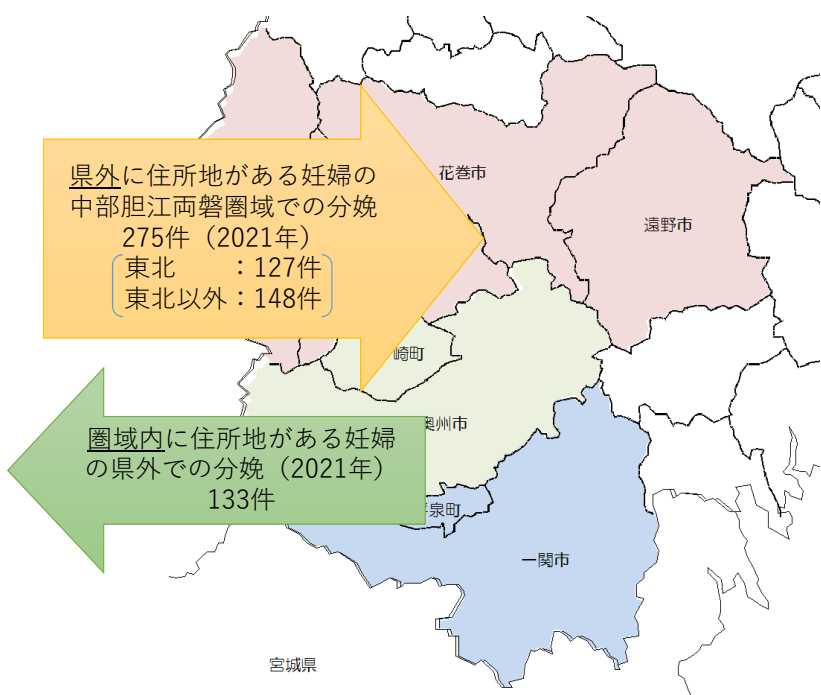 県外に住所地がある妊婦の
中部胆江両磐圏域での分娩
275件（2021年）
東北　　：127件
東北以外：148件
花巻市
遠野市
崎町
奥州市
圏域内に住所地がある妊婦
の県外での分娩（2021年）
133件
泉町
一関市
宮城県